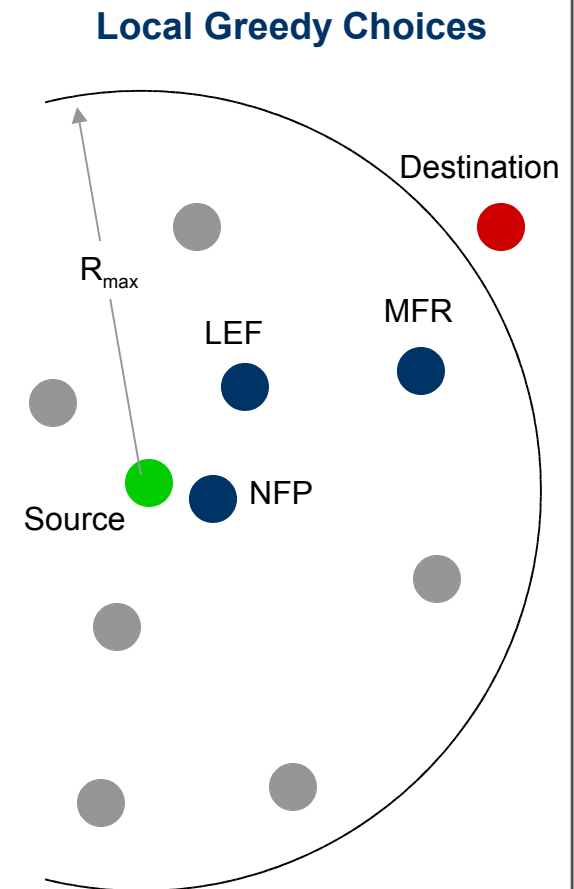 Local Greedy Choices
Destination
Rmax
MFR
LEF
NFP
Source